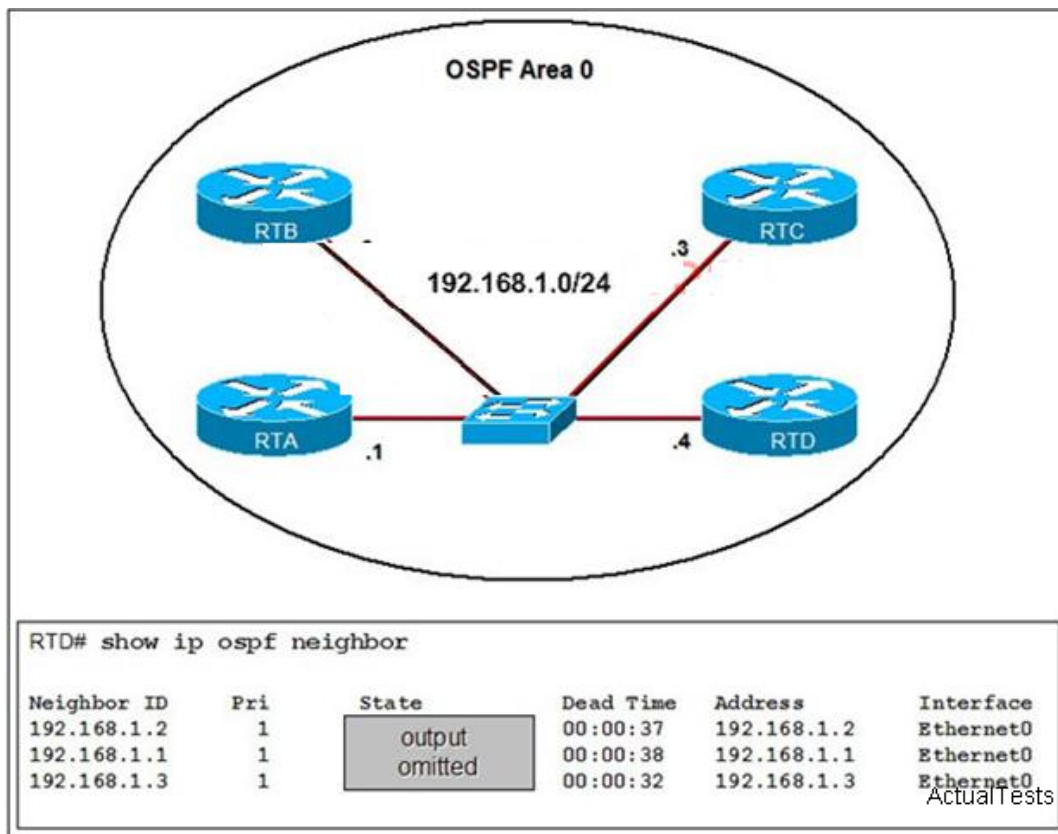 OSPF Area 0
RTB
RTC
.3
192.168.1.0/24
RTA
.1
.4
RTD
RTD# show ip ospf neighbor
Neighbor ID Pri State Dead Time Address Interface
192.168.1.2 1 00:00:37 192.168.1.2 Ethernet0
192.168.1.1 1 00:00:38 192.168.1.1 Ethernet0
192.168.1.3 1 00:00:32 192.168.1.3 Ethernet0
output
omitted
ActualTests